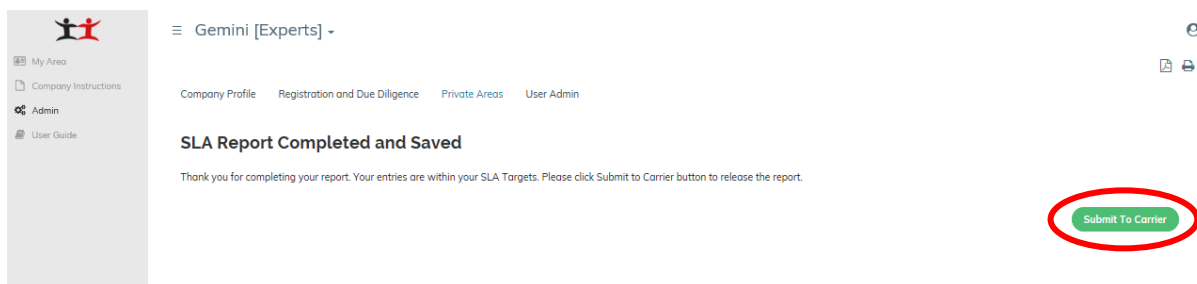 Gemini [Experts]
My Area
Company Instructions
Admin
User Guide
Company Profile Registration and Due Diligence Private Areas User Admin
SLA Report Completed and Saved
Thank you for completing your report. Your entries are within your SLA Targets. Please click Submit to Carrier button to release the report.
Submit To Carrier